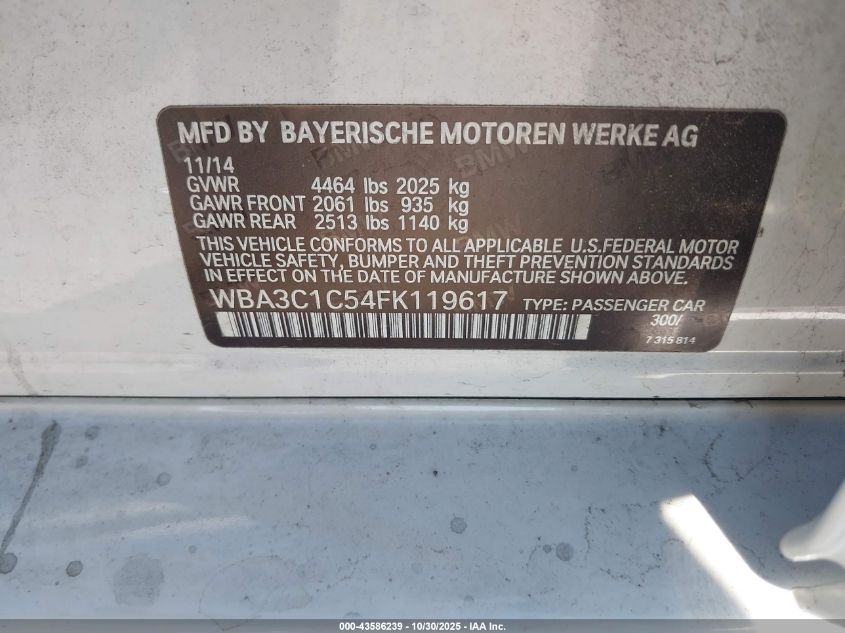 MFD BY BAYERISCHE MOTOREN WERKE AG
11/14
GVWR 4464 lbs 2025 kg
GAWR FRONT 2061 lbs 935 kg
GAWR REAR 2513 lbs 1140 kg
THIS VEHICLE CONFORMS TO ALL APPLICABLE U.S.FEDERAL MOTOR
VEHICLE SAFETY, BUMPER AND THEFT PREVENTION STANDARDS
IN EFFECT ON THE DATE OF MANUFACTURE SHOWN ABOVE.
WBA3C1C54FK119617 TYPE: PASSENGER CAR
300/
7 315 814
000-43586239 - 10/30/2025 - IAA Inc.